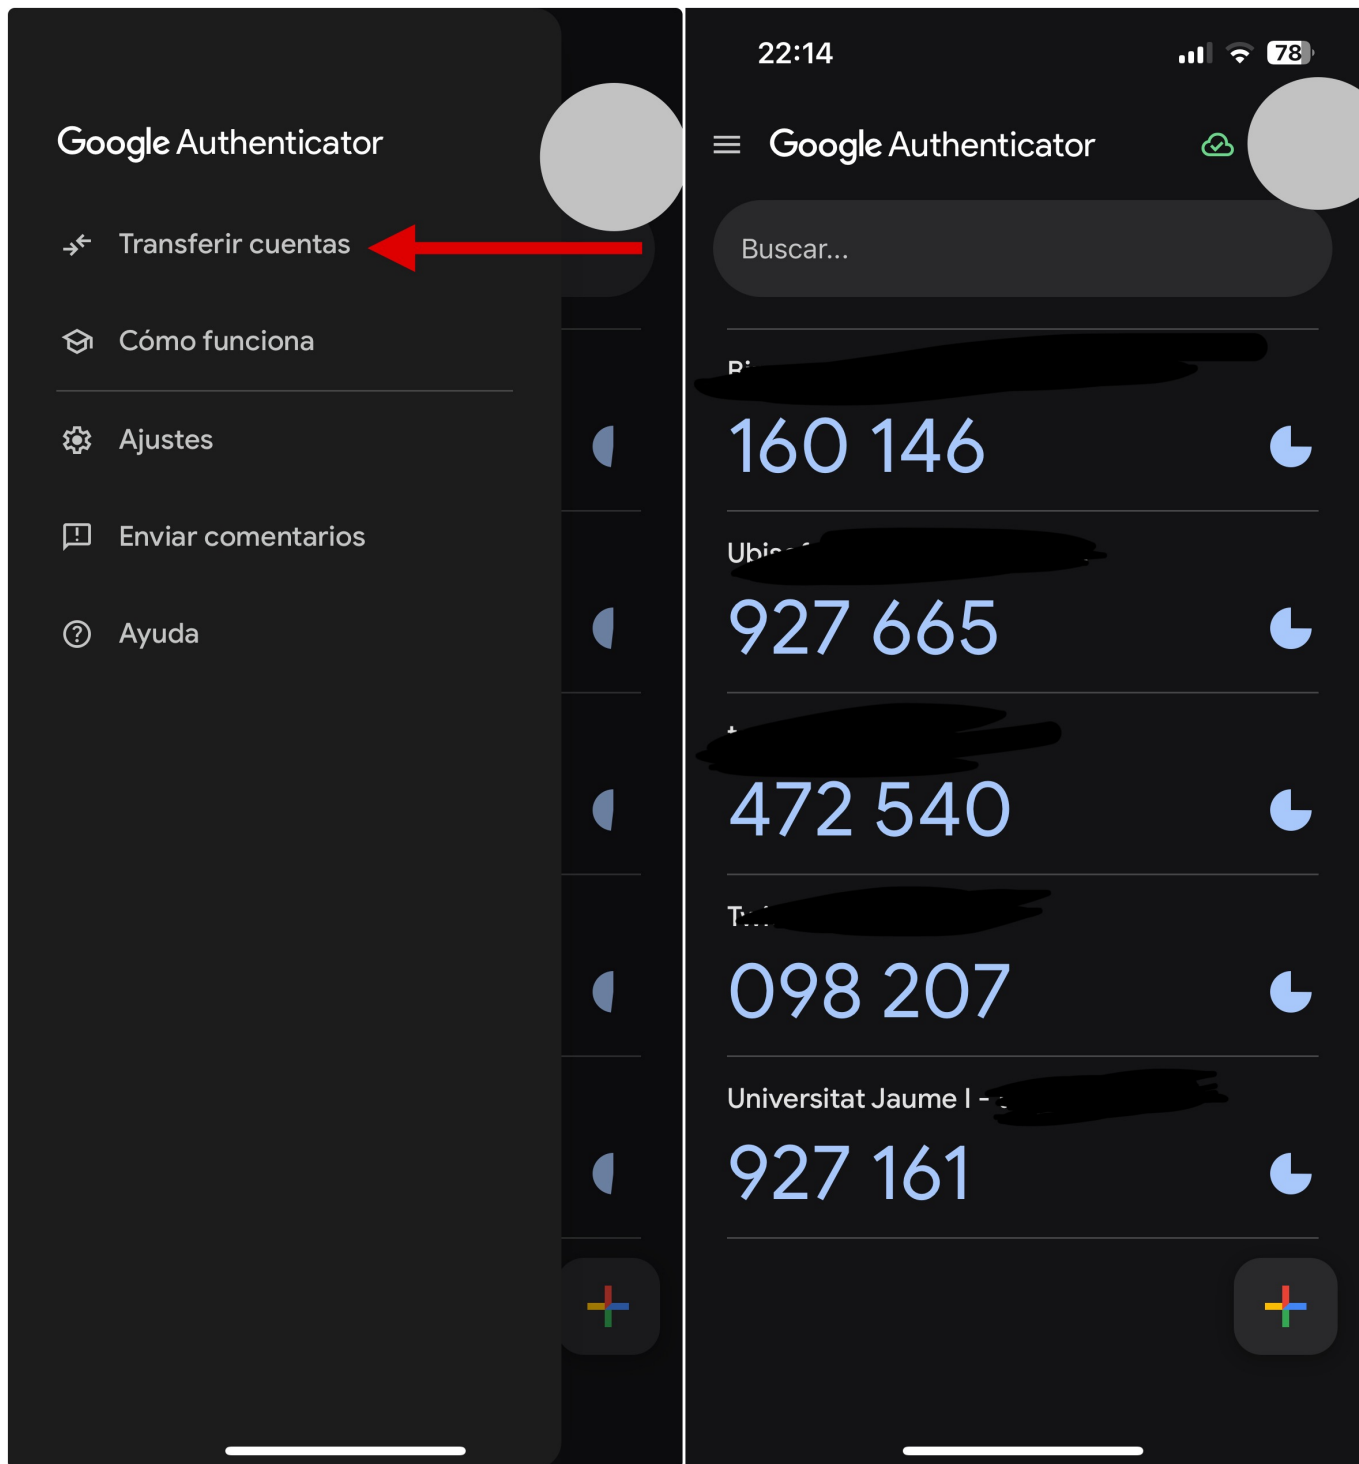 Google Authenticator
Transferir cuentas
Cómo funciona
Ajustes
Enviar comentarios
Ayuda
22:14
78
Google Authenticator
Buscar...
160 146
927 665
472 540
098 207
Universitat Jaume I -
927 161